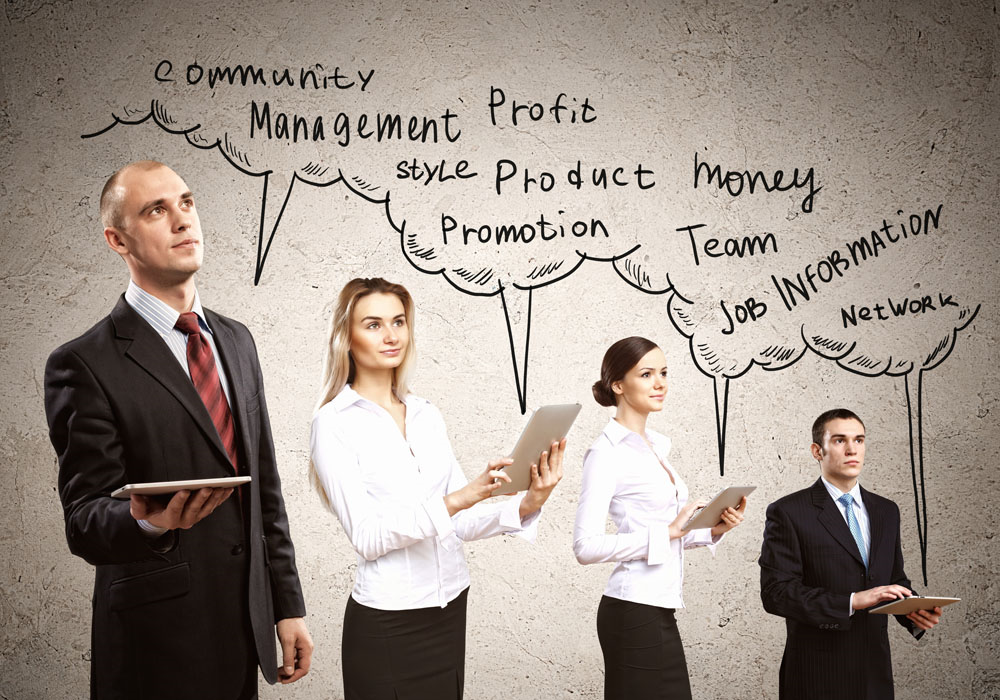 community
Management
Profit
style
Product
money
Promotion
Team
JOB INFORMATION
NetWork